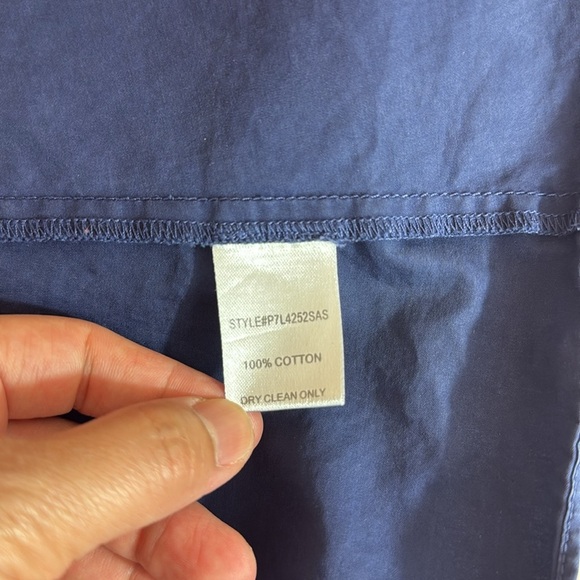 STYLE#P7L4252SAS
100% COTTON
DRY CLEAN ONLY